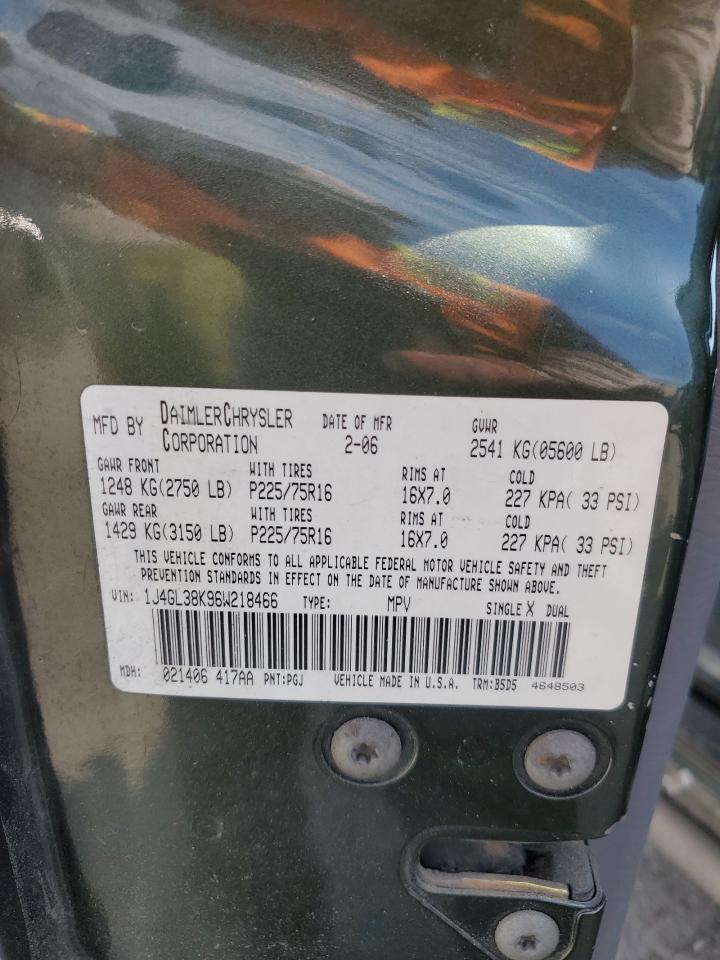 MFD BY DAIMLERCHRYSLER CORPORATION DATE OF MFR 2-06 GVWR 2541 KG(05600 LB)
GAWR FRONT WITH TIRES RIMS AT COLD
1248 KG(2750 LB) P225/75R16 16X7.0 227 KPA( 33 PSI)
GAWR REAR WITH TIRES RIMS AT COLD
1429 KG(3150 LB) P225/75R16 16X7.0 227 KPA( 33 PSI)
THIS VEHICLE CONFORMS TO ALL APPLICABLE FEDERAL MOTOR VEHICLE SAFETY AND THEFT
PREVENTION STANDARDS IN EFFECT ON THE DATE OF MANUFACTURE SHOWN ABOVE.
VIN: 1J4GL38K96W218466 TYPE: MPV SINGLE X DUAL
MDH: 021406 417AA PNT:PGJ VEHICLE MADE IN U.S.A. TRM:B5D5 4648503